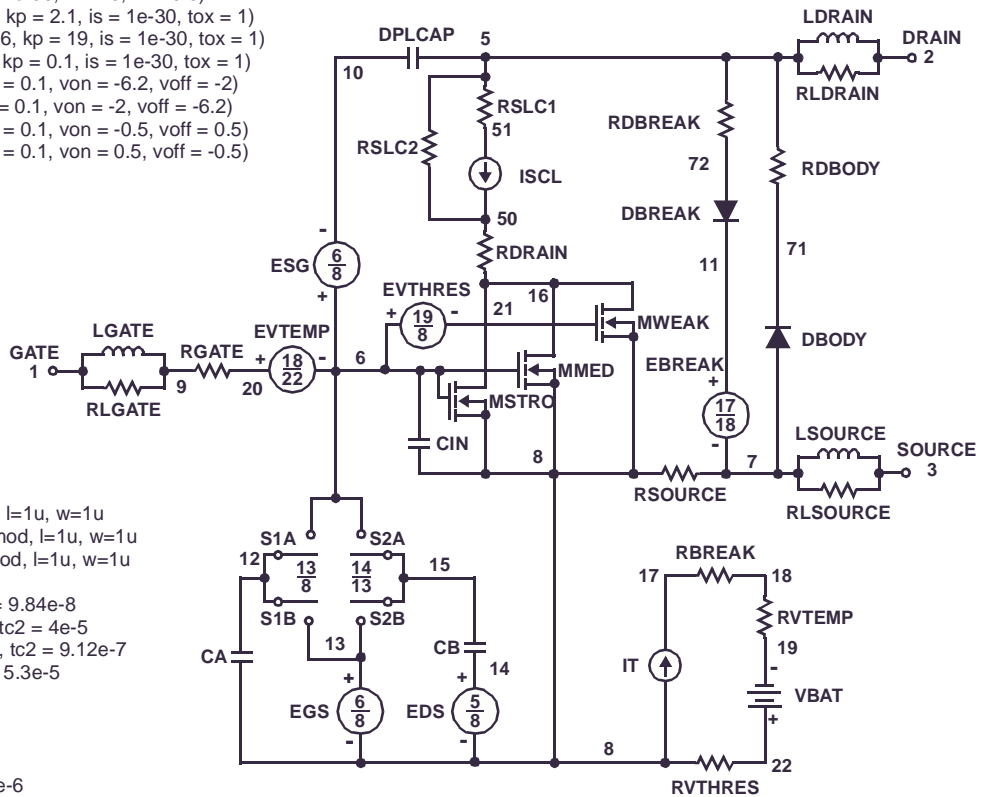 kp = 2.1, is = 1e-30, tox = 1)
6, kp = 19, is = 1e-30, tox = 1)
kp = 0.1, is = 1e-30, tox = 1)
= 0.1, von = -6.2, voff = -2)
= 0.1, von = -2, voff = -6.2)
= 0.1, von = -0.5, voff = 0.5)
= 0.1, von = 0.5, voff = -0.5)
DPLCAP
5
10
LDRAIN
DRAIN
2
RLDRAIN
RSLC1
51
RSLC2
ISCL
50
RDRAIN
RDBREAK
72
RDBODY
DBREAK
71
11
ESG
6
8
-
+
EVTHRES
+
19
8
-
21
16
MWEAK
LGATE
GATE
1
RLGATE
9
RGATE
20
EVTEMP
+
18
22
-
6
MMED
MSTRO
DBODY
EBREAK
+
17
18
-
CIN
8
RSOURCE
7
LSOURCE
SOURCE
3
RLSOURCE
l=1u, w=1u
nod, l=1u, w=1u
od, l=1u, w=1u
= 9.84e-8
tc2 = 4e-5
, tc2 = 9.12e-7
5.3e-5
e-6
S1A
S2A
12
13
8
14
13
15
S1B
S2B
13
CA
CB
14
+
EGS
6
8
-
+
EDS
5
8
-
RBREAK
17
18
RVTEMP
19
-
IT
VBAT
+
8
22
RVTHRES